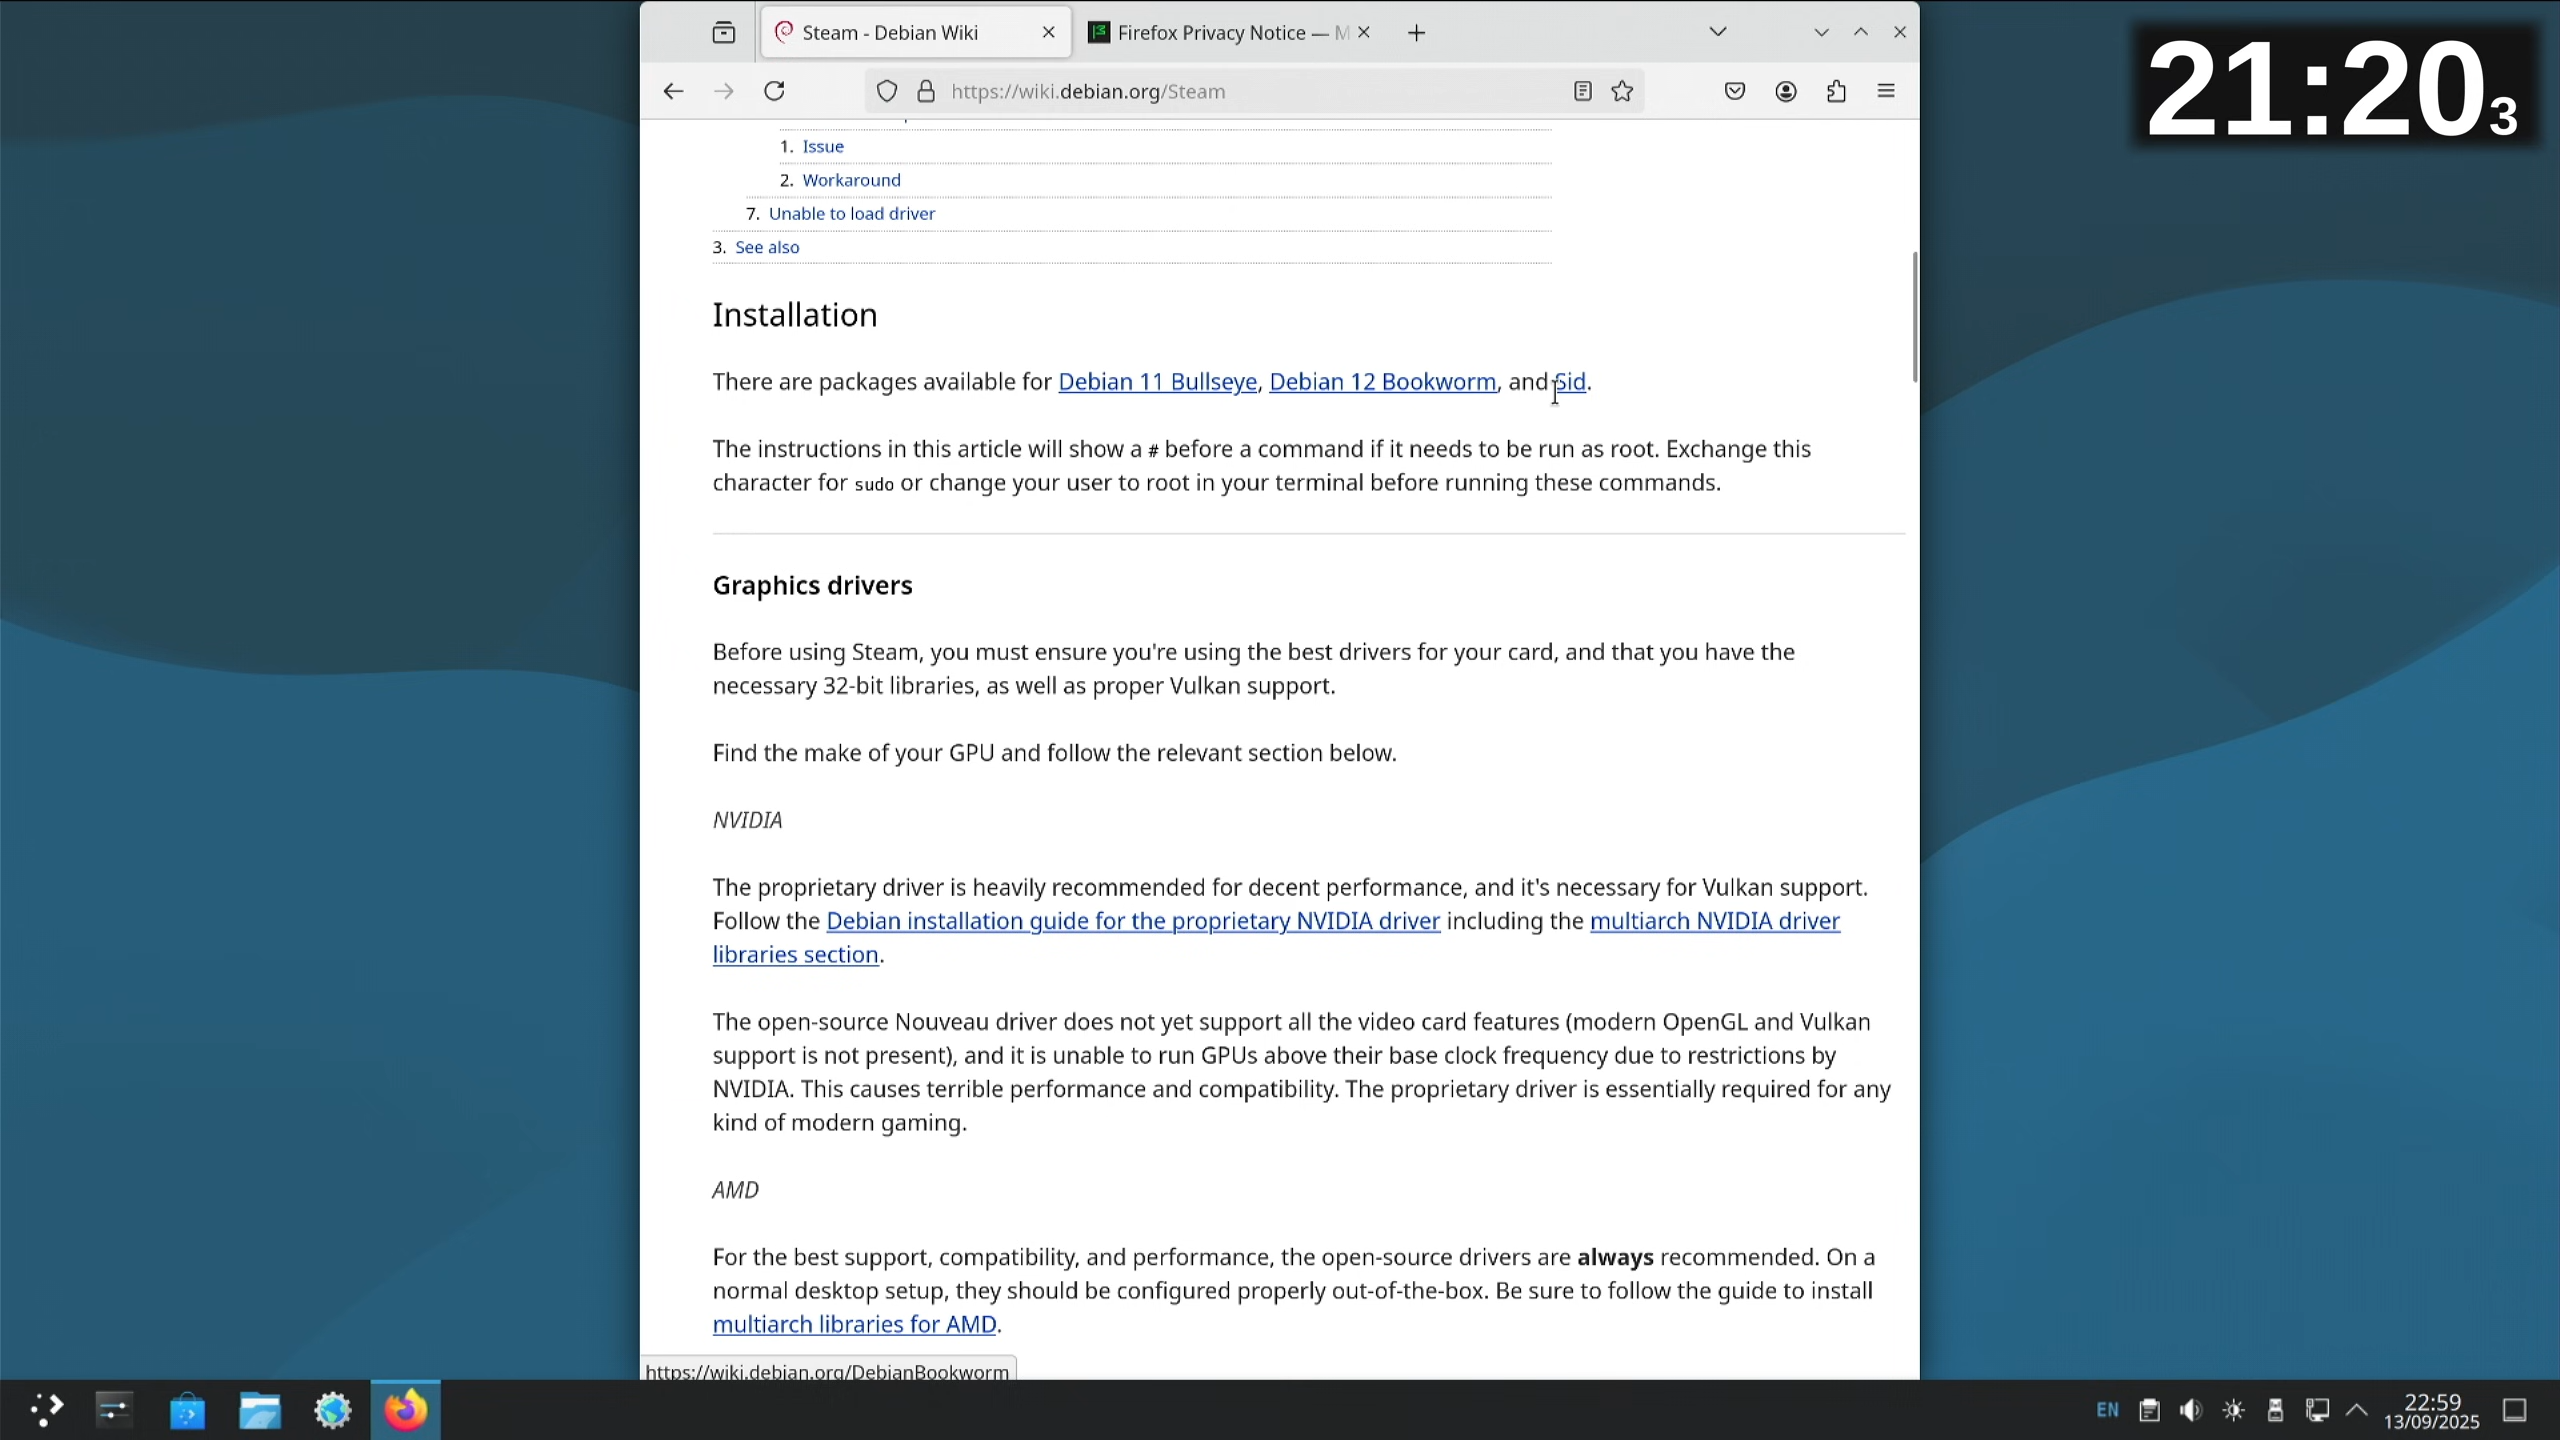 Steam - Debian Wiki
Firefox Privacy Notice — M
21:20
3
https://wiki.debian.org/Steam
1. Issue
2. Workaround
7. Unable to load driver
3. See also
Installation
There are packages available for Debian 11 Bullseye, Debian 12 Bookworm, and Sid.
The instructions in this article will show a # before a command if it needs to be run as root. Exchange this
character for sudo or change your user to root in your terminal before running these commands.
Graphics drivers
Before using Steam, you must ensure you're using the best drivers for your card, and that you have the
necessary 32-bit libraries, as well as proper Vulkan support.
Find the make of your GPU and follow the relevant section below.
NVIDIA
The proprietary driver is heavily recommended for decent performance, and it's necessary for Vulkan support.
Follow the Debian installation guide for the proprietary NVIDIA driver including the multiarch NVIDIA driver
libraries section.
The open-source Nouveau driver does not yet support all the video card features (modern OpenGL and Vulkan
support is not present), and it is unable to run GPUs above their base clock frequency due to restrictions by
NVIDIA. This causes terrible performance and compatibility. The proprietary driver is essentially required for any
kind of modern gaming.
AMD
For the best support, compatibility, and performance, the open-source drivers are always recommended. On a
normal desktop setup, they should be configured properly out-of-the-box. Be sure to follow the guide to install
multiarch libraries for AMD.
https://wiki.debian.org/DebianBookworm
EN
22:59
13/09/2025